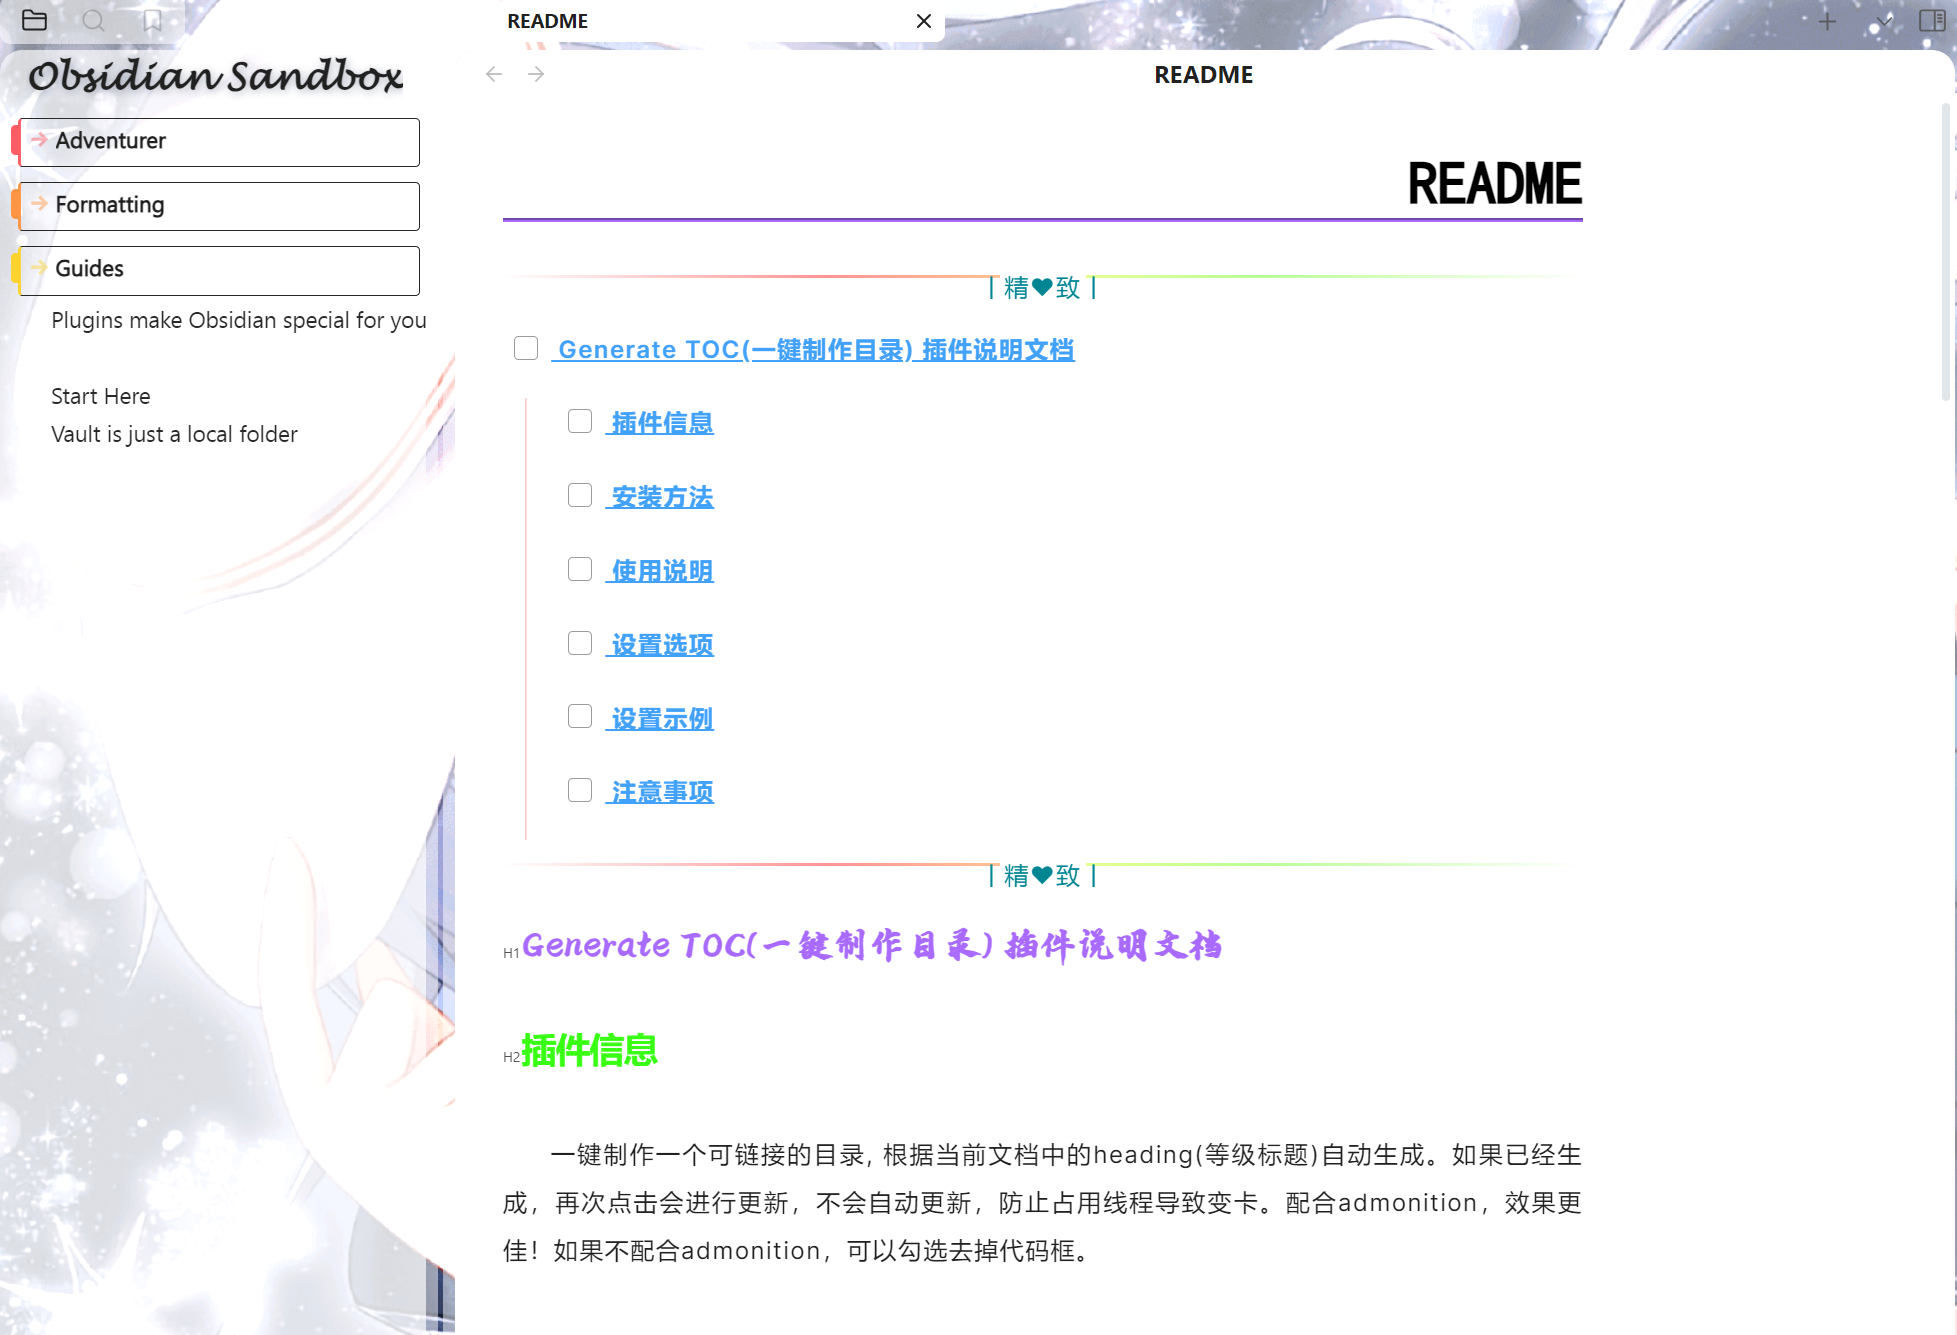 README
Obsidian Sandbox
Adventurer
Formatting
Guides
Plugins make Obsidian special for you
Start Here
Vault is just a local folder
README
README
| 精♥致 |
Generate TOC(一键制作目录) 插件说明文档
插件信息
安装方法
使用说明
设置选项
设置示例
注意事项
| 精♥致 |
H1 Generate TOC(一键制作目录) 插件说明文档
H2 插件信息
一键制作一个可链接的目录, 根据当前文档中的heading(等级标题)自动生成。如果已经生
成，再次点击会进行更新，不会自动更新，防止占用线程导致变卡。配合admonition，效果更
佳！如果不配合admonition，可以勾选去掉代码框。